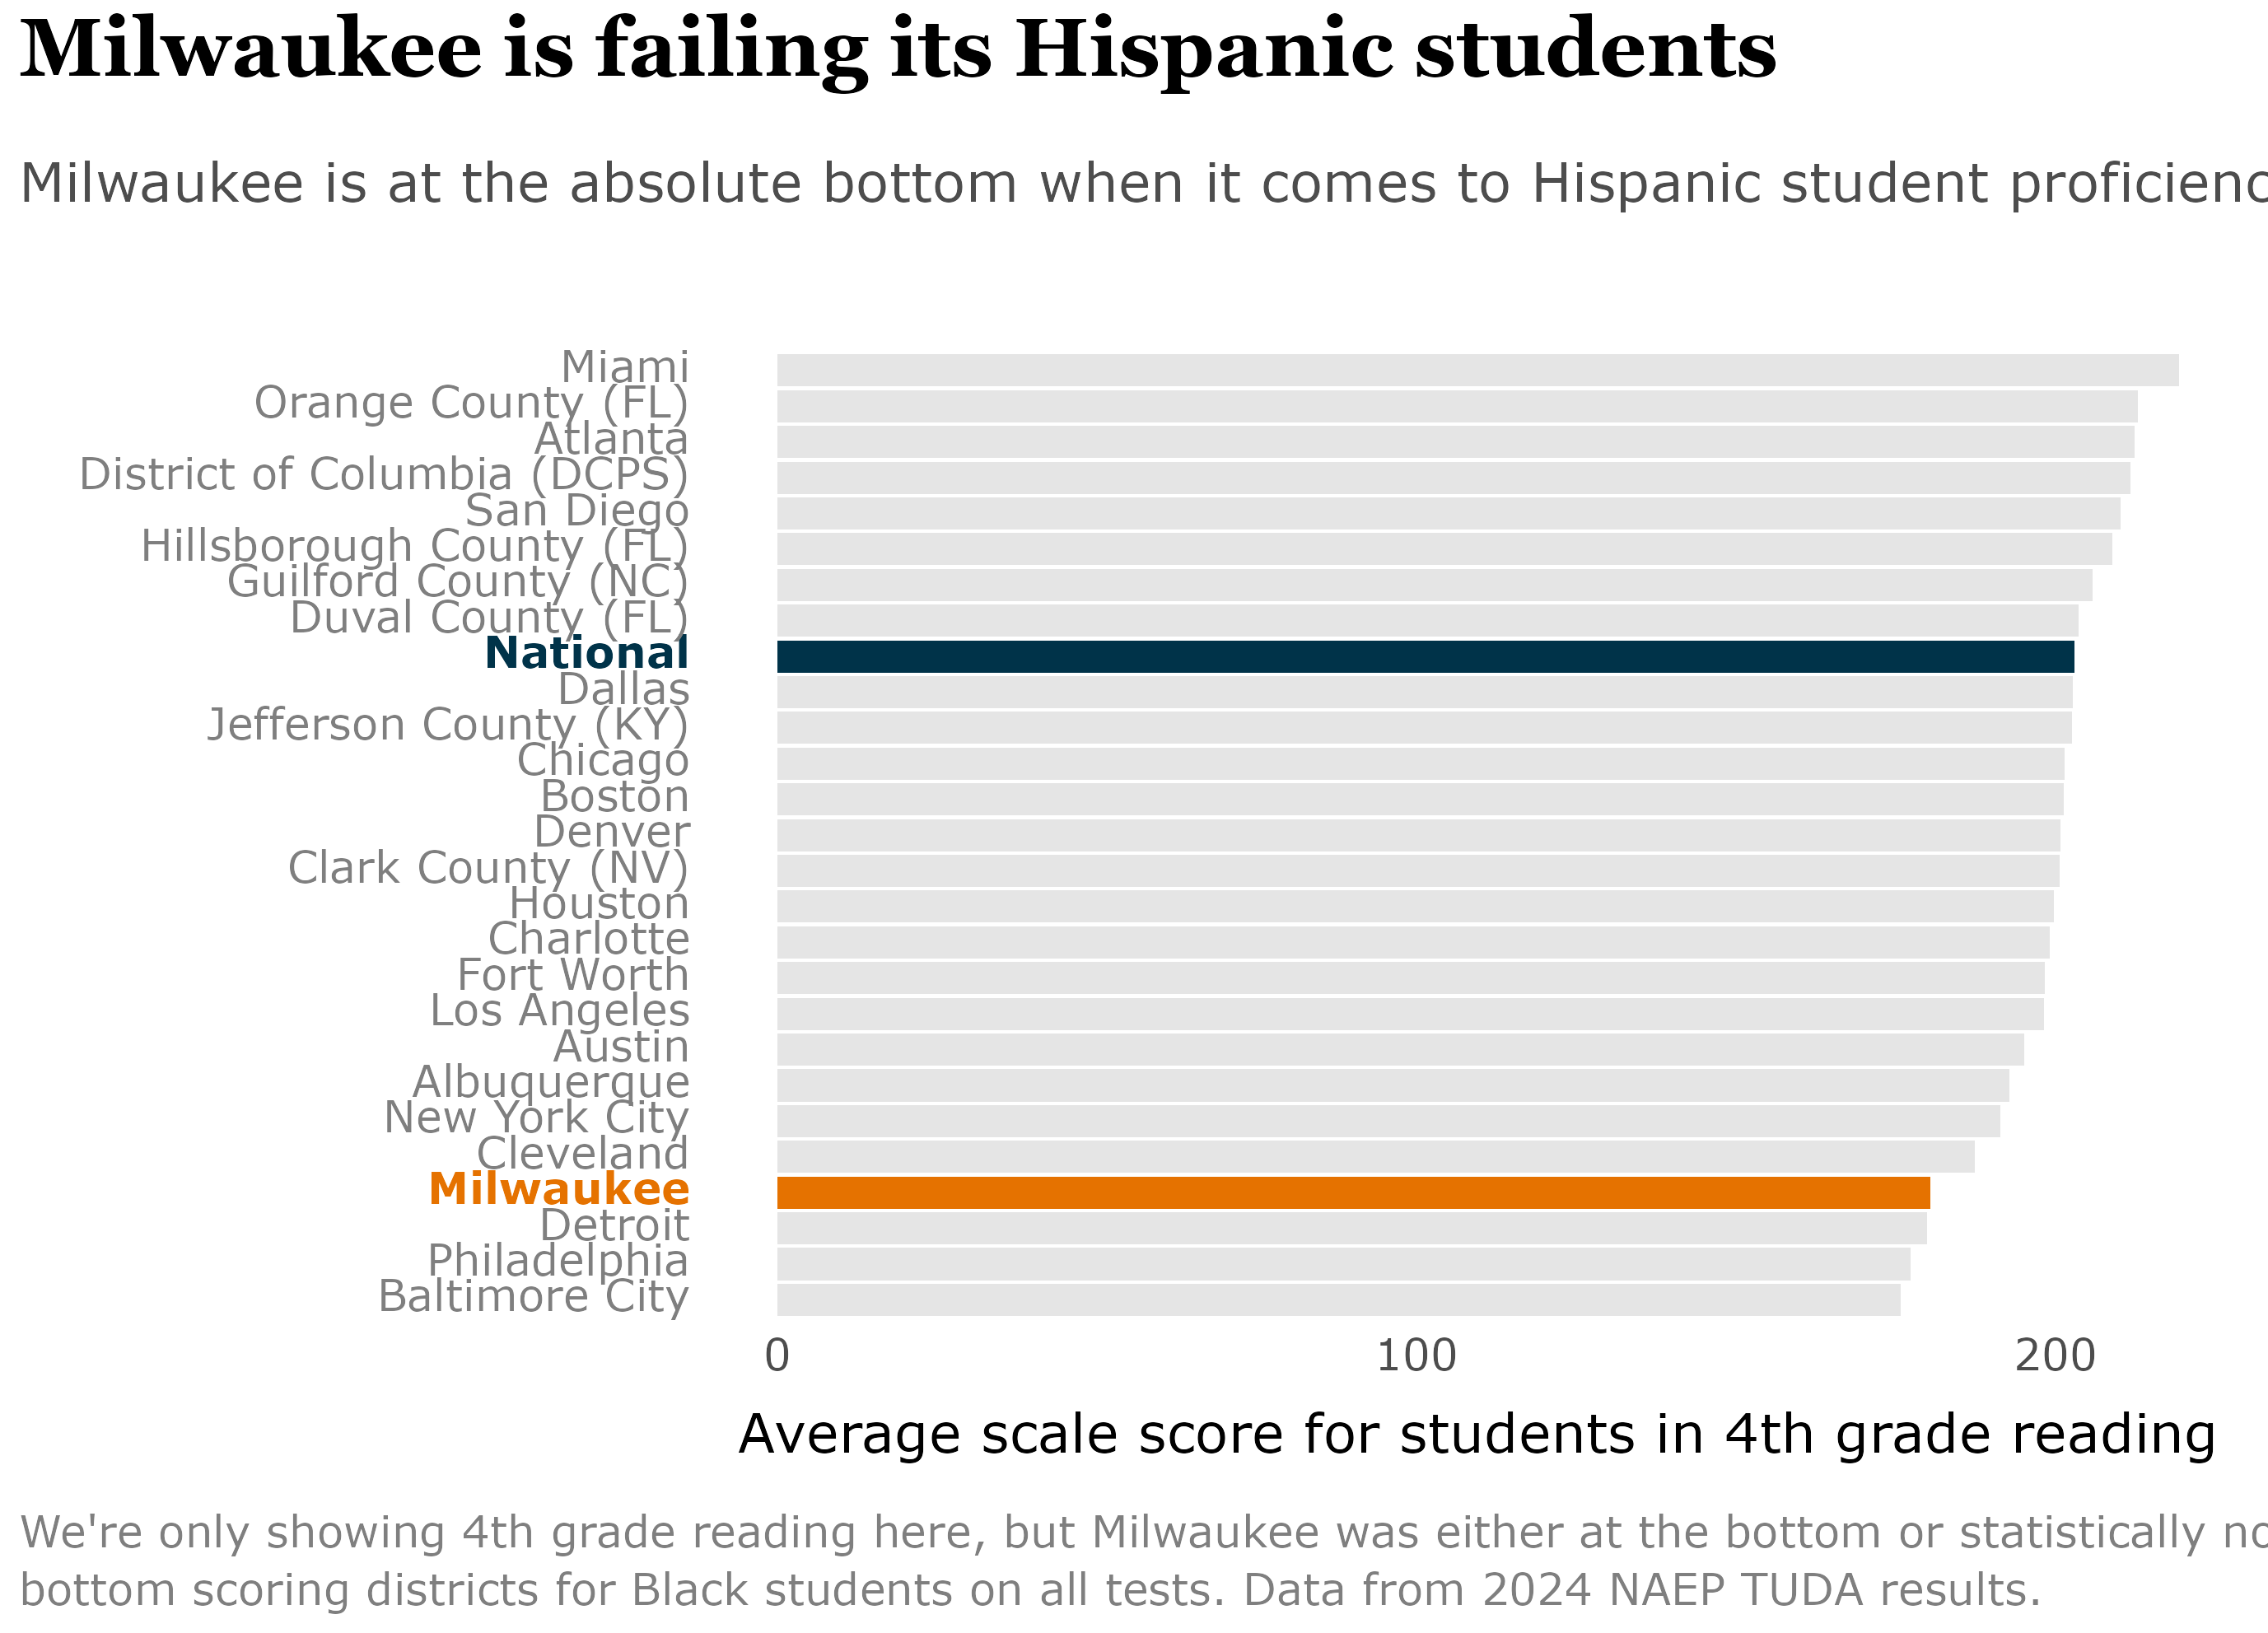 Milwaukee is failing its Hispanic students
Milwaukee is at the absolute bottom when it comes to Hispanic student
Miami
Orange County (FL)
Atlanta
District of Columbia (DCPS)
San Diego
Hillsborough County (FL)
Guilford County (NC)
Duval County (FL)
National
Dallas
Jefferson County (KY)
Chicago
Boston
Denver
Clark County (NV)
Houston
Charlotte
Fort Worth
Los Angeles
Austin
Albuquerque
New York City
Cleveland
Milwaukee
Detroit
Philadelphia
Baltimore City
0 100 200
Average scale score for students in 4th grade reading
We're only showing 4th grade reading here, but Milwaukee was either at the bottom or statistically
bottom scoring districts for Black students on all tests. Data from 2024 NAEP TUDA results.